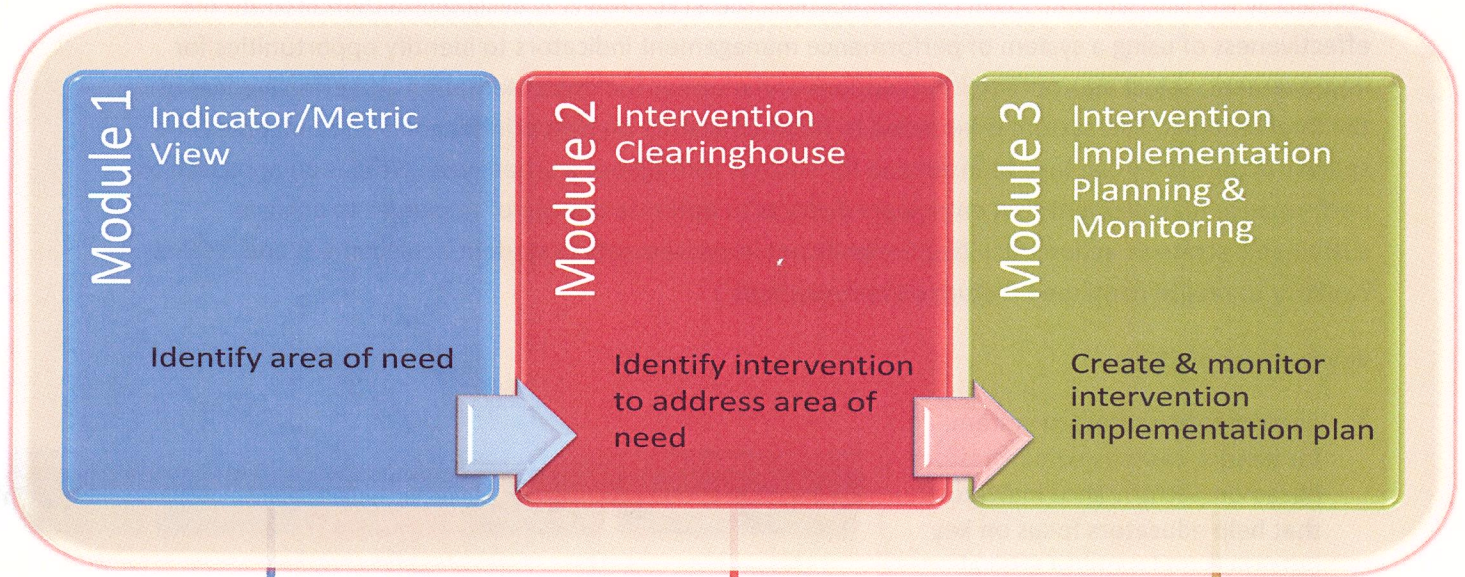 Module 1
Indicator/Metric
View
Identify area of need
Module 2
Intervention
Clearinghouse
Identify intervention
to address area of
need
Module 3
Intervention
Implementation
Planning &
Monitoring
Create & monitor
intervention
implementation plan